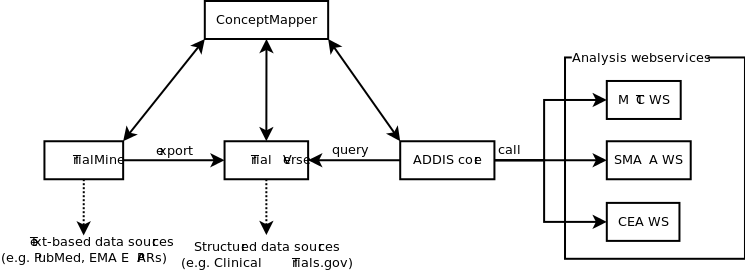 ConceptMapper
Analysis webservices
MTC WS
TrialMine
export
Trial Verse
query
ADDIS core
call
SMAA WS
CEA WS
Text-based data sources
(e.g. PubMed, EMA EPARs)
Structured data sources
(e.g. ClinicalTrials.gov)